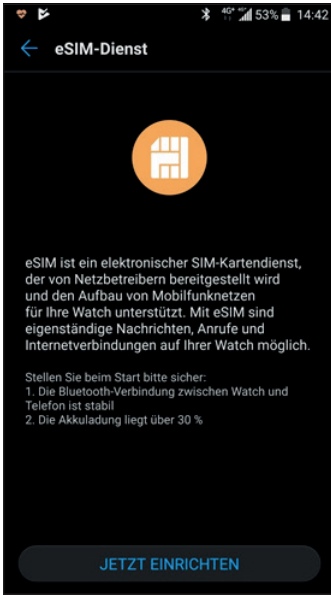 4G+ 53% 14:42
eSIM-Dienst
eSIM ist ein elektronischer SIM-Kartendienst,
der von Netzbetreibern bereitgestellt wird
und den Aufbau von Mobilfunknetzen
für Ihre Watch unterstützt. Mit eSIM sind
eigenständige Nachrichten, Anrufe und
Internetverbindungen auf Ihrer Watch möglich.
Stellen Sie beim Start bitte sicher:
1. Die Bluetooth-Verbindung zwischen Watch und
Telefon ist stabil
2. Die Akkuladung liegt über 30 %
JETZT EINRICHTEN